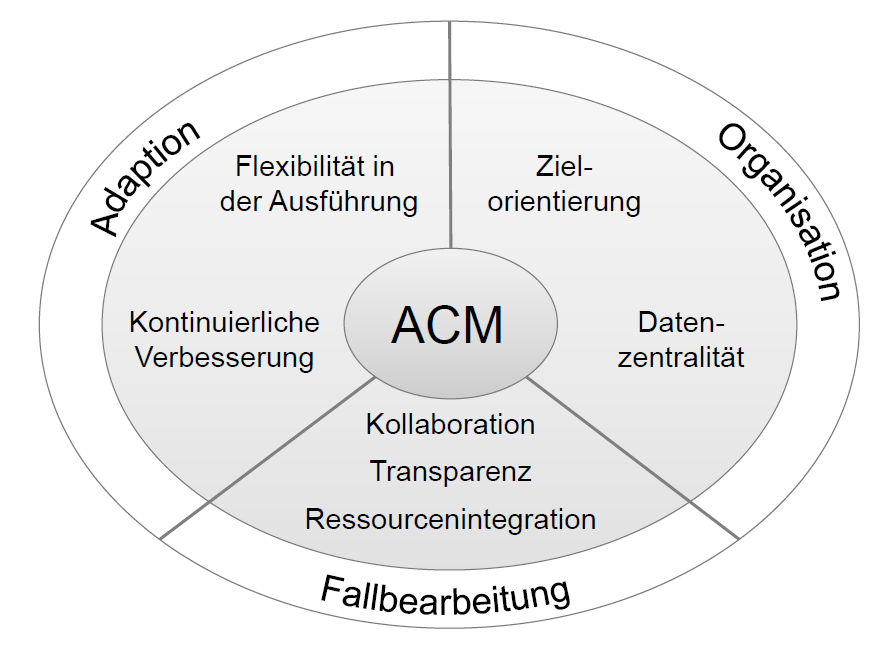 Adaption
Flexibilität in
der Ausführung
Kontinuierliche
Verbesserung
Organisation
Ziel-
orientierung
Daten-
zentralität
ACM
Kollaboration
Transparenz
Ressourcenintegration
Fallbearbeitung